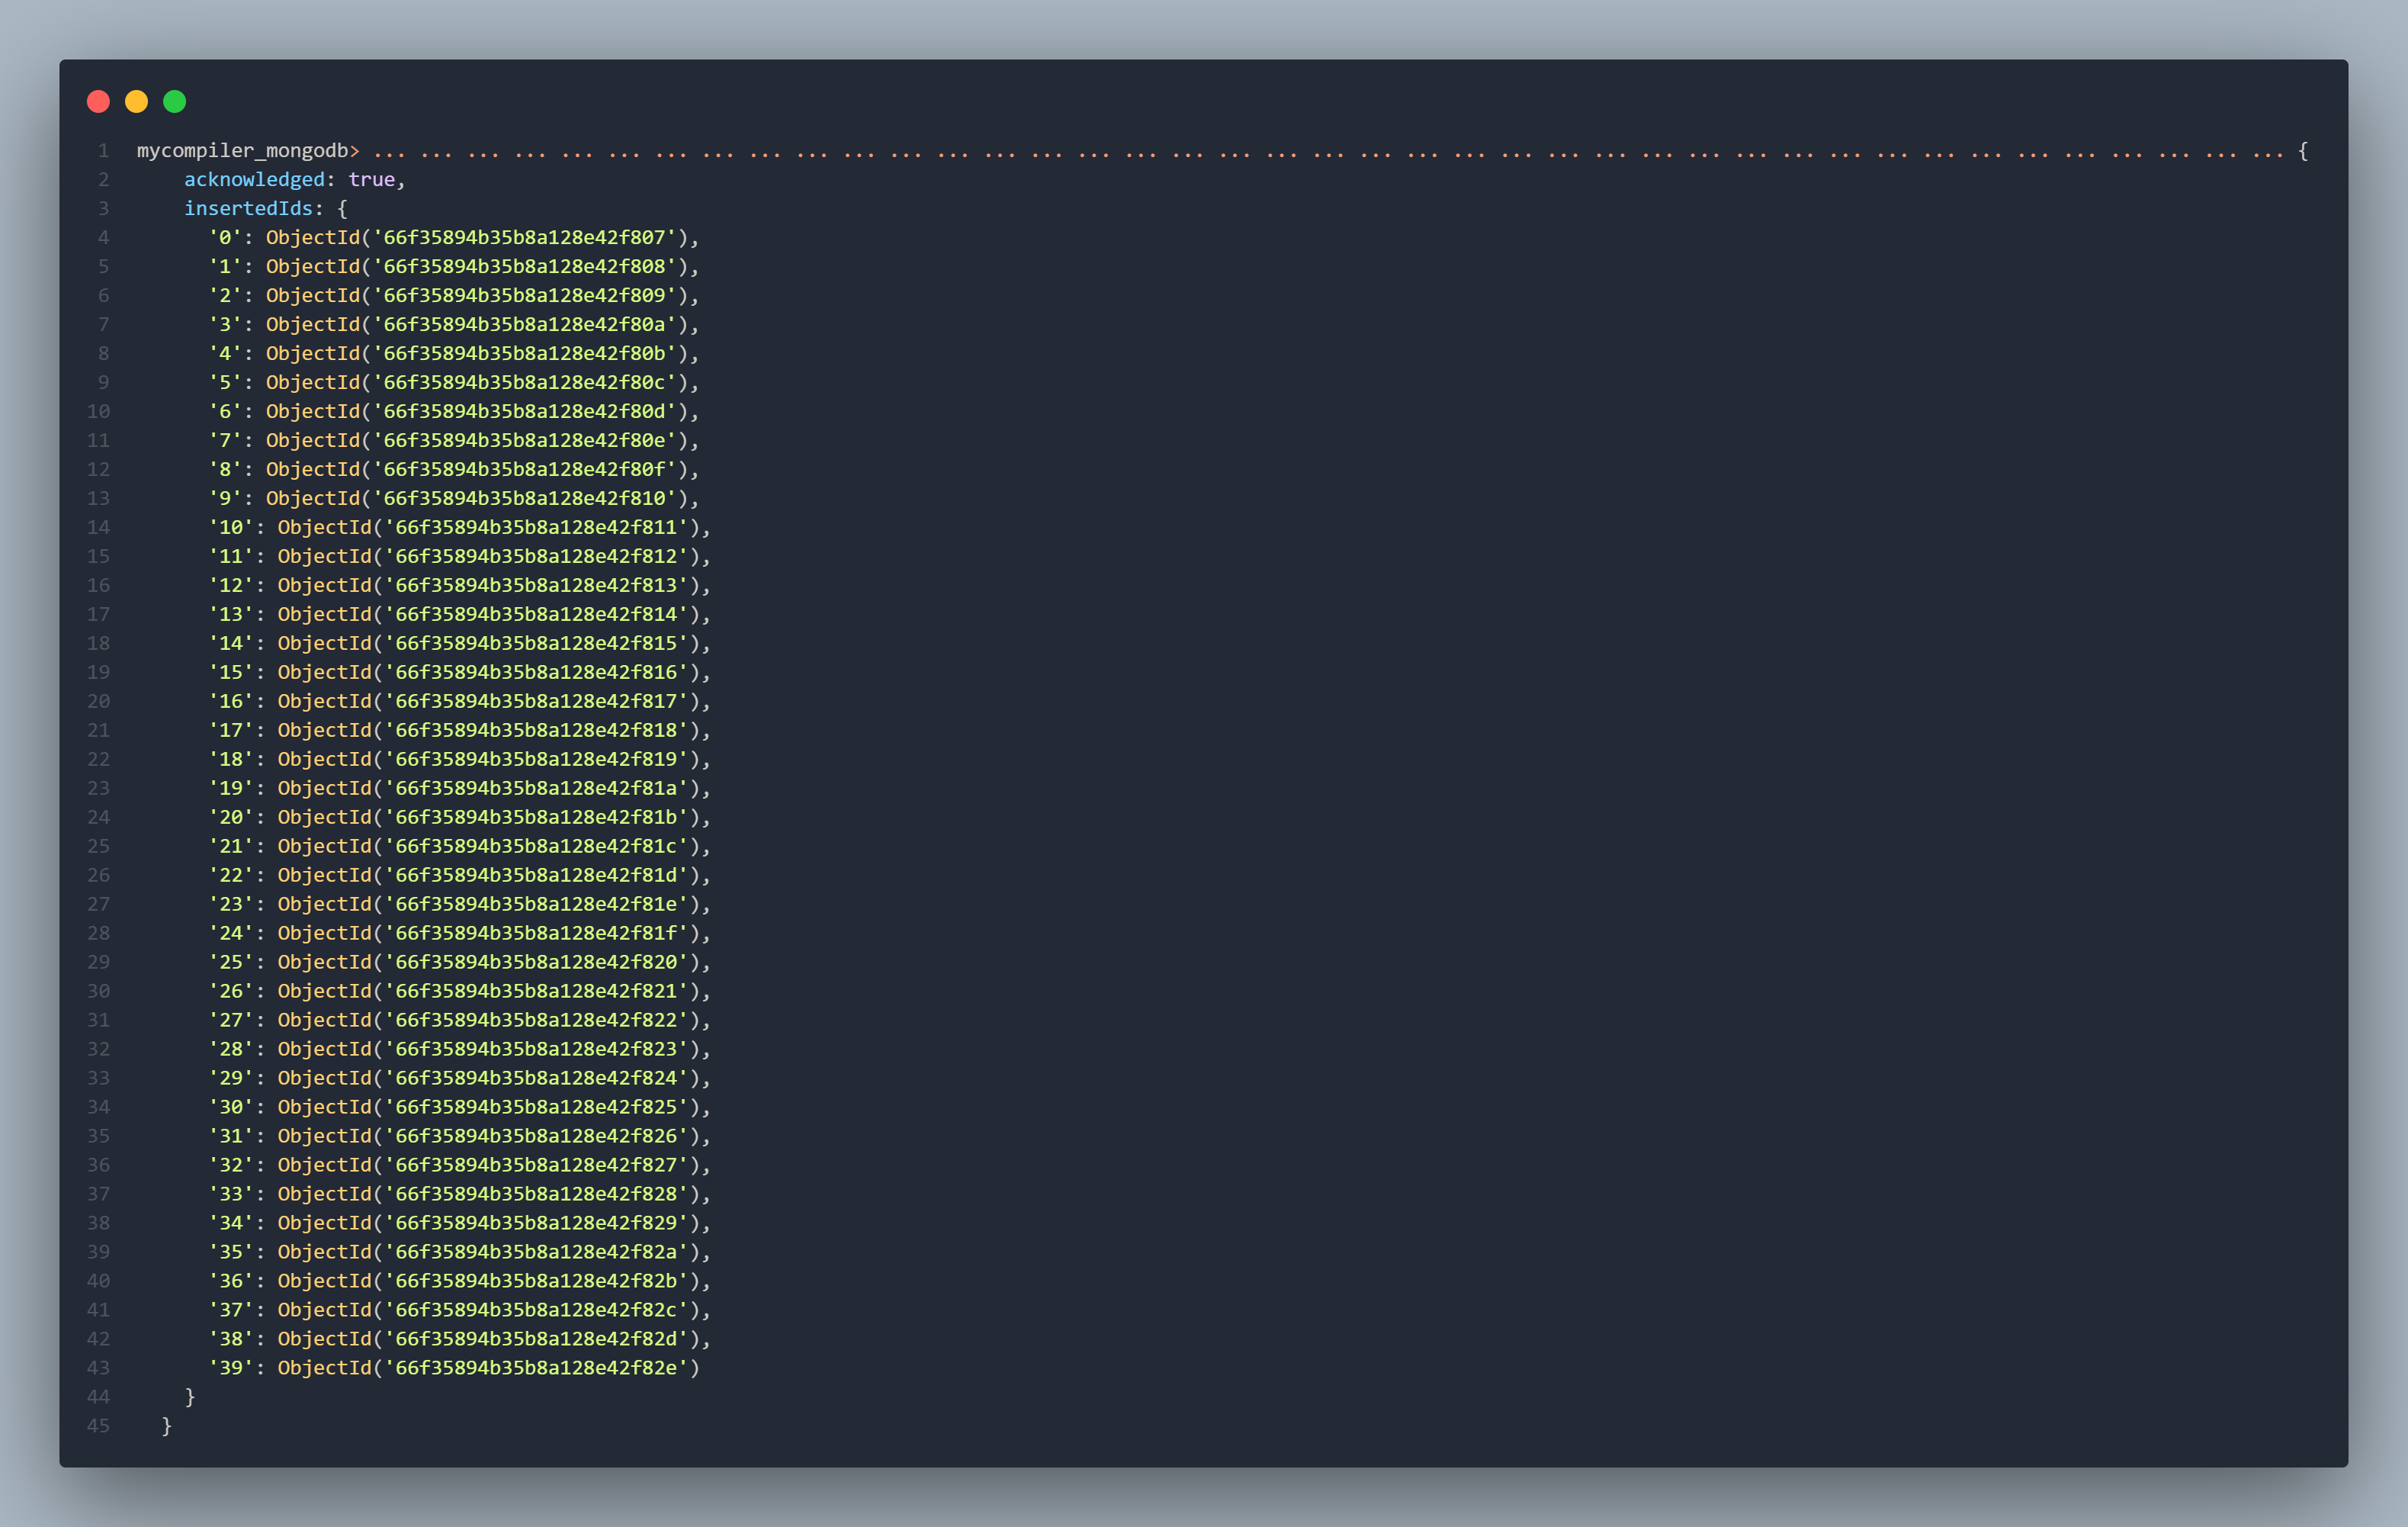 1 mycompiler_mongodb> ... ... ... ... ... ... ... ... ... ... ... ... ... ... ... ... ... ... ... ... ... ... ... ... ... ... ... ... ... ... ... ... ... ... ... ... ... ... ... ... ... {
2 acknowledged: true,
3 insertedIds: {
4 '0': ObjectId('66f35894b35b8a128e42f807'),
5 '1': ObjectId('66f35894b35b8a128e42f808'),
6 '2': ObjectId('66f35894b35b8a128e42f809'),
7 '3': ObjectId('66f35894b35b8a128e42f80a'),
8 '4': ObjectId('66f35894b35b8a128e42f80b'),
9 '5': ObjectId('66f35894b35b8a128e42f80c'),
10 '6': ObjectId('66f35894b35b8a128e42f80d'),
11 '7': ObjectId('66f35894b35b8a128e42f80e'),
12 '8': ObjectId('66f35894b35b8a128e42f80f'),
13 '9': ObjectId('66f35894b35b8a128e42f810'),
14 '10': ObjectId('66f35894b35b8a128e42f811'),
15 '11': ObjectId('66f35894b35b8a128e42f812'),
16 '12': ObjectId('66f35894b35b8a128e42f813'),
17 '13': ObjectId('66f35894b35b8a128e42f814'),
18 '14': ObjectId('66f35894b35b8a128e42f815'),
19 '15': ObjectId('66f35894b35b8a128e42f816'),
20 '16': ObjectId('66f35894b35b8a128e42f817'),
21 '17': ObjectId('66f35894b35b8a128e42f818'),
22 '18': ObjectId('66f35894b35b8a128e42f819'),
23 '19': ObjectId('66f35894b35b8a128e42f81a'),
24 '20': ObjectId('66f35894b35b8a128e42f81b'),
25 '21': ObjectId('66f35894b35b8a128e42f81c'),
26 '22': ObjectId('66f35894b35b8a128e42f81d'),
27 '23': ObjectId('66f35894b35b8a128e42f81e'),
28 '24': ObjectId('66f35894b35b8a128e42f81f'),
29 '25': ObjectId('66f35894b35b8a128e42f820'),
30 '26': ObjectId('66f35894b35b8a128e42f821'),
31 '27': ObjectId('66f35894b35b8a128e42f822'),
32 '28': ObjectId('66f35894b35b8a128e42f823'),
33 '29': ObjectId('66f35894b35b8a128e42f824'),
34 '30': ObjectId('66f35894b35b8a128e42f825'),
35 '31': ObjectId('66f35894b35b8a128e42f826'),
36 '32': ObjectId('66f35894b35b8a128e42f827'),
37 '33': ObjectId('66f35894b35b8a128e42f828'),
38 '34': ObjectId('66f35894b35b8a128e42f829'),
39 '35': ObjectId('66f35894b35b8a128e42f82a'),
40 '36': ObjectId('66f35894b35b8a128e42f82b'),
41 '37': ObjectId('66f35894b35b8a128e42f82c'),
42 '38': ObjectId('66f35894b35b8a128e42f82d'),
43 '39': ObjectId('66f35894b35b8a128e42f82e')
44 }
45 }